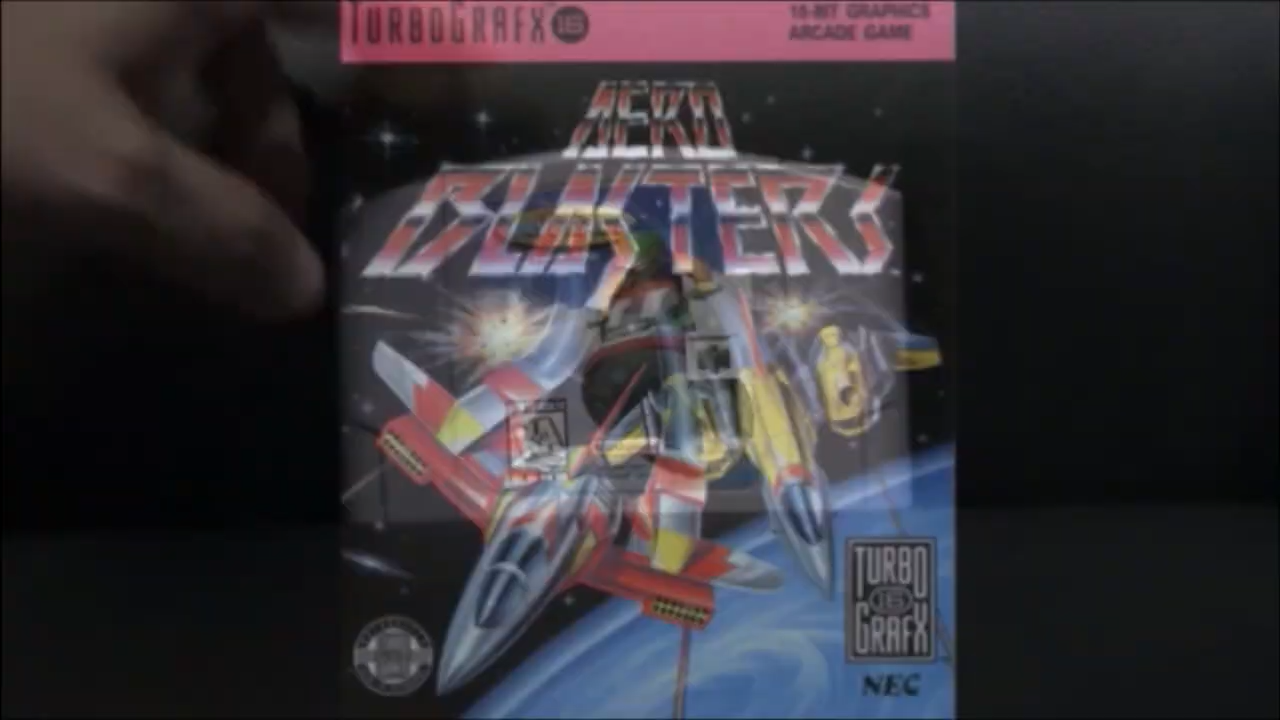 TURBOGRAFX 16
16-BIT GRAPHICS
ARCADE GAME
AERO
BLASTERS
TURBO
16
GRAFX
NEC